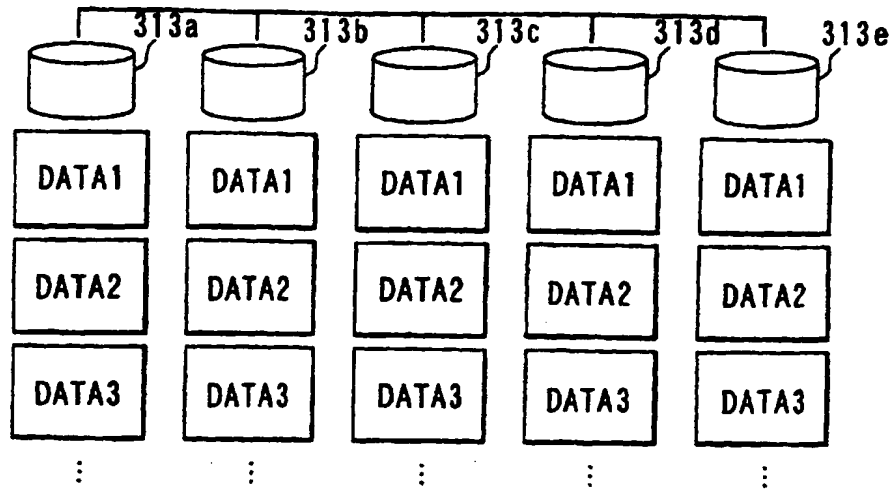 313a 313b 313c 313d 313e
DATA1 DATA1 DATA1 DATA1 DATA1
DATA2 DATA2 DATA2 DATA2 DATA2
DATA3 DATA3 DATA3 DATA3 DATA3
⋮ ⋮ ⋮ ⋮ ⋮